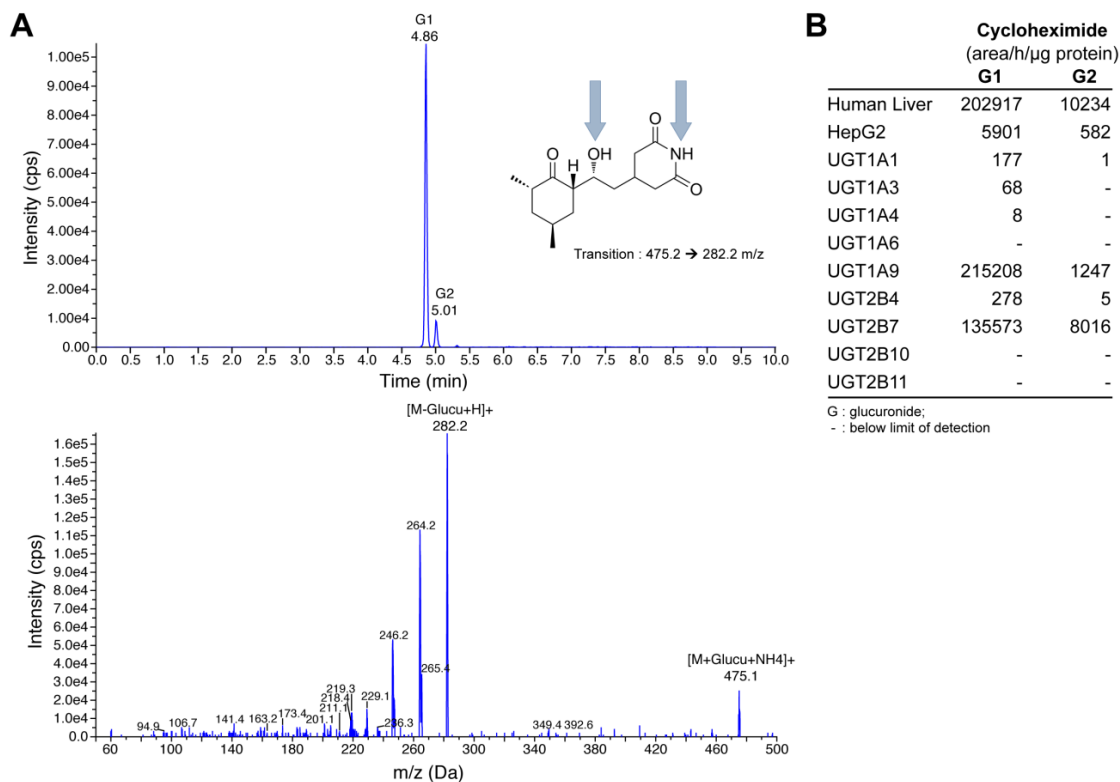 A
G1
4.86
1.00e5
9.00e4
8.00e4
7.00e4
6.00e4
5.00e4
4.00e4
3.00e4
2.00e4
1.00e4
0.00
Intensity (cps)
G2
5.01
O
H
OH
O
NH
O
Transition : 475.2 → 282.2 m/z
0.0 0.5 1.0 1.5 2.0 2.5 3.0 3.5 4.0 4.5 5.0 5.5 6.0 6.5 7.0 7.5 8.0 8.5 9.0 9.5 10.0
Time (min)
[M-Glucu+H]+
282.2
1.6e5
1.5e5
1.4e5
1.3e5
1.2e5
1.1e5
1.0e5
9.0e4
8.0e4
7.0e4
6.0e4
5.0e4
4.0e4
3.0e4
2.0e4
1.0e4
0.0
Intensity (cps)
264.2
246.2
265.4
[M+Glucu+NH4]+
475.1
219.3
218.4
211.1
229.1
94.9
106.7
141.4
163.2
173.4
201.1
236.3
349.4
392.6
60 100 140 180 220 260 300 340 380 420 460 500
m/z (Da)
B
Cycloheximide
(area/h/µg protein)
G1 G2
Human Liver 202917 10234
HepG2 5901 582
UGT1A1 177 1
UGT1A3 68 -
UGT1A4 8 -
UGT1A6 - -
UGT1A9 215208 1247
UGT2B4 278 5
UGT2B7 135573 8016
UGT2B10 - -
UGT2B11 - -
G : glucuronide;
- : below limit of detection